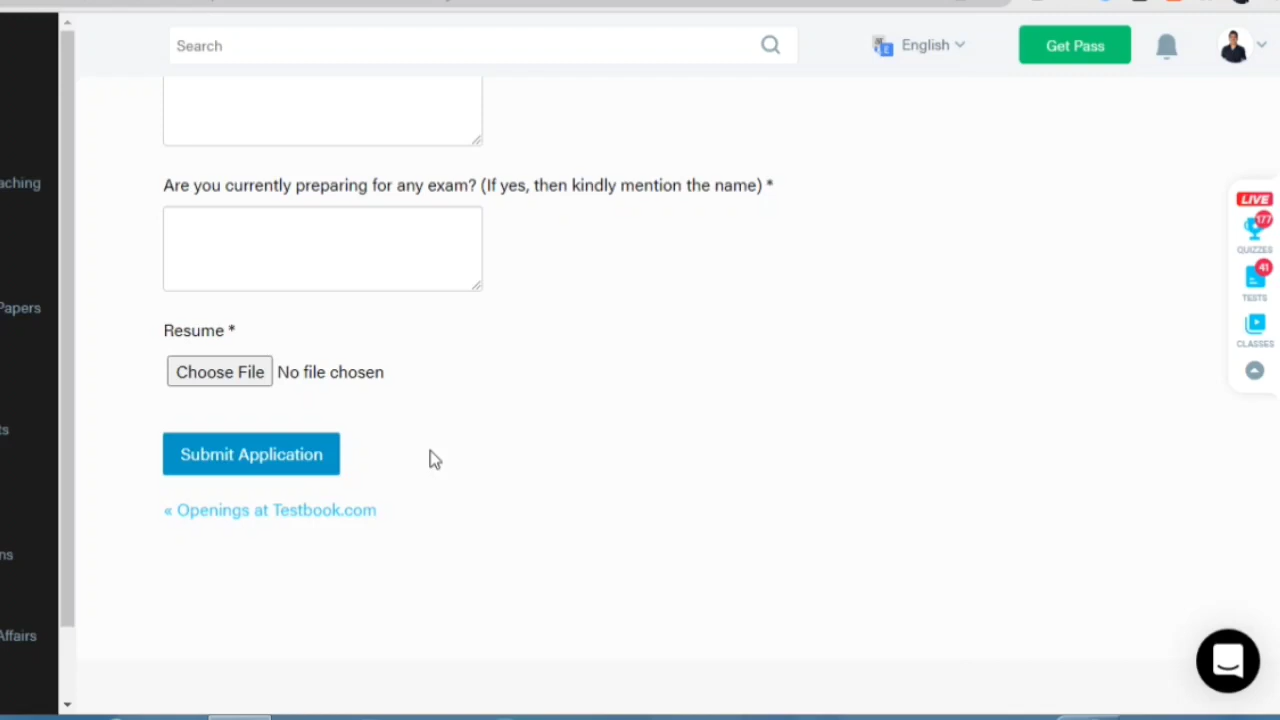 Search
English
Get Pass
aching
Are you currently preparing for any exam? (If yes, then kindly mention the name) *
LIVE
177
QUIZZES
41
TESTS
Papers
Resume *
CLASSES
Choose File No file chosen
ts
Submit Application
« Openings at Testbook.com
ns
Affairs